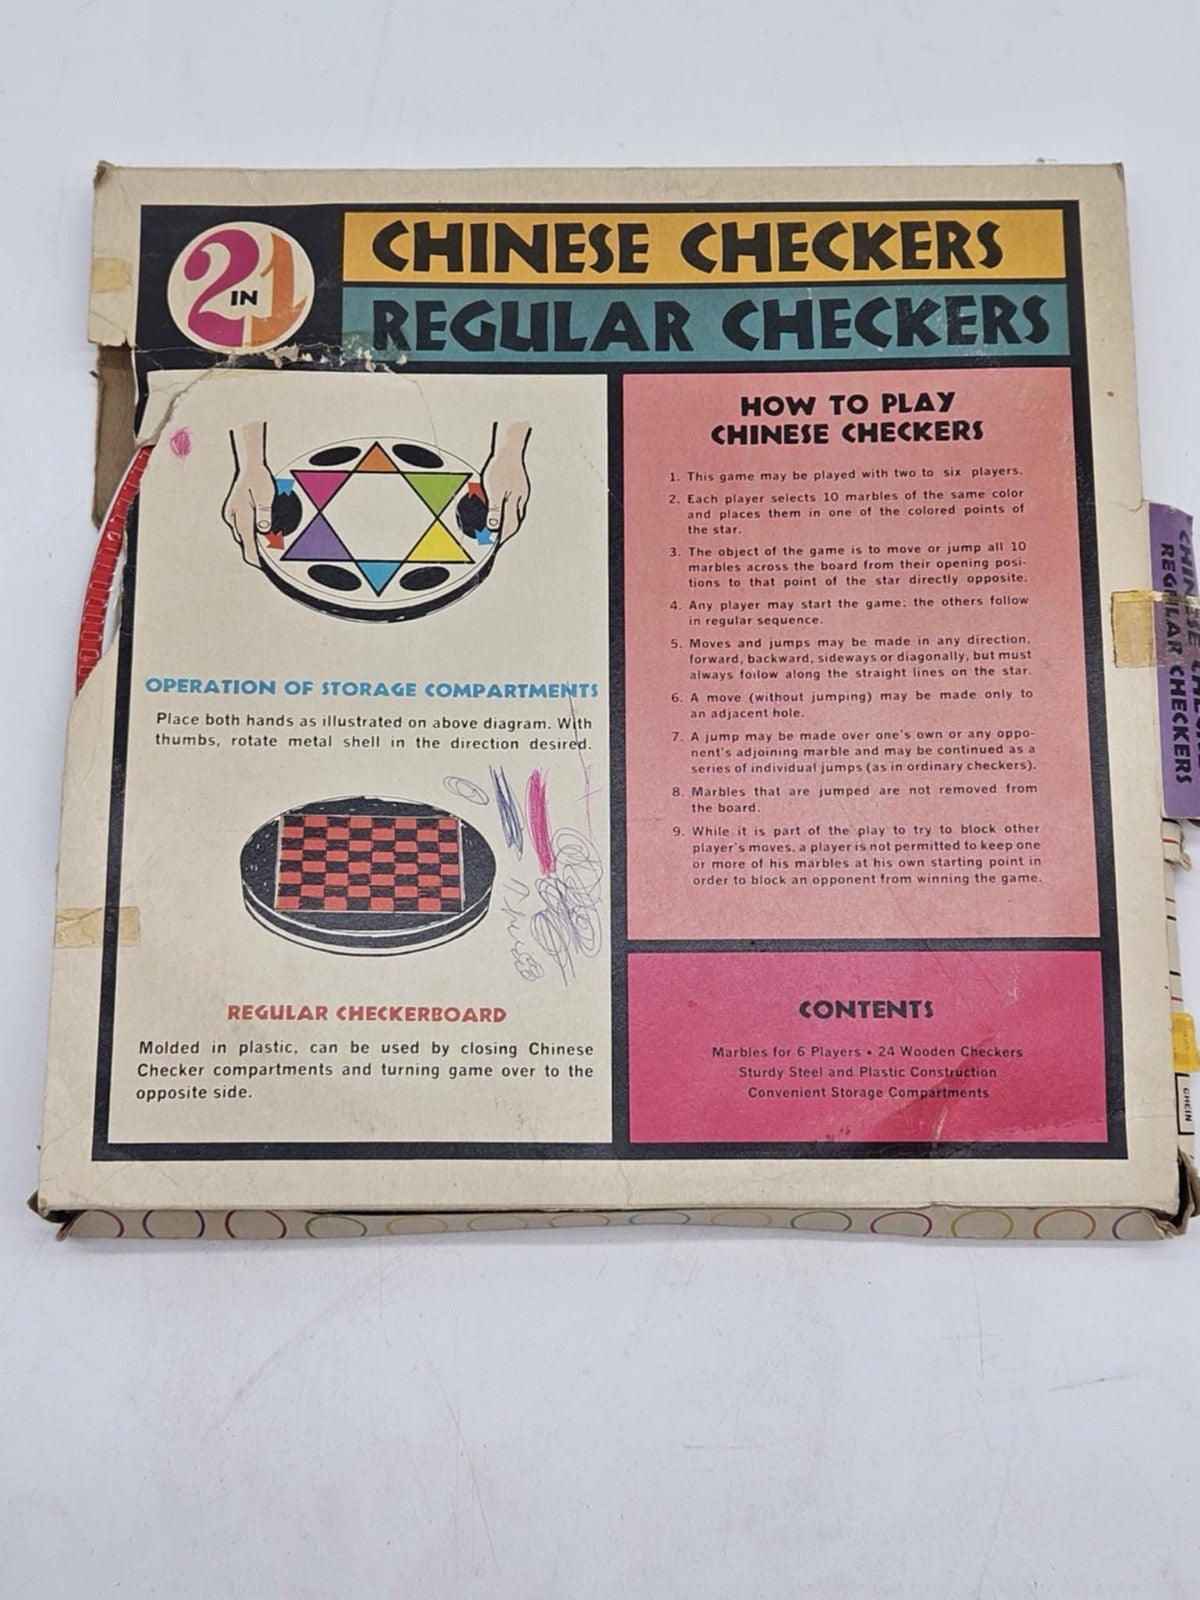 2 IN 1
CHINESE CHECKERS
REGULAR CHECKERS
OPERATION OF STORAGE COMPARTMENTS
Place both hands as illustrated on above diagram. With
thumbs, rotate metal shell in the direction desired.
REGULAR CHECKERBOARD
Molded in plastic, can be used by closing Chinese
Checker compartments and turning game over to the
opposite side.
HOW TO PLAY
CHINESE CHECKERS
1. This game may be played with two to six players.
2. Each player selects 10 marbles of the same color
and places them in one of the colored points of
the star.
3. The object of the game is to move or jump all 10
marbles across the board from their opening posi-
tions to that point of the star directly opposite.
4. Any player may start the game; the others follow
in regular sequence.
5. Moves and jumps may be made in any direction,
forward, backward, sideways or diagonally, but must
always follow along the straight lines on the star.
6. A move (without jumping) may be made only to
an adjacent hole.
7. A jump may be made over one's own or any oppo-
nent's adjoining marble and may be continued as a
series of individual jumps (as in ordinary checkers).
8. Marbles that are jumped are not removed from
the board.
9. While it is part of the play to try to block other
player's moves, a player is not permitted to keep one
or more of his marbles at his own starting point in
order to block an opponent from winning the game.
CONTENTS
Marbles for 6 Players • 24 Wooden Checkers
Sturdy Steel and Plastic Construction
Convenient Storage Compartments
CHINESE
REGULAR CHECKERS
CHEIN